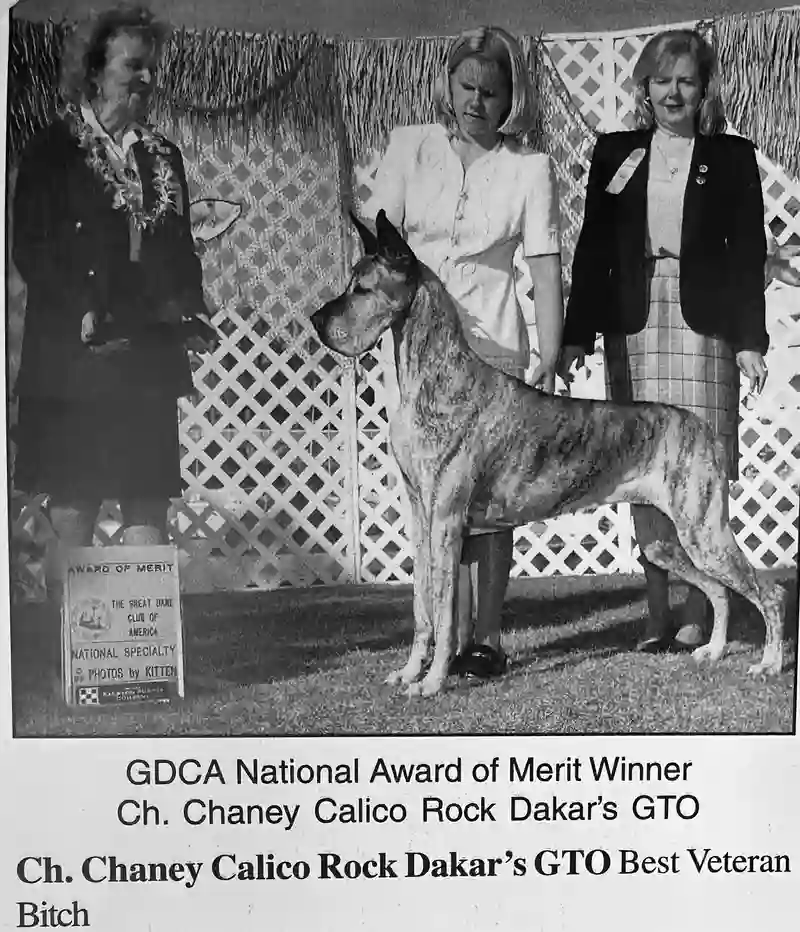 AWARD OF MERIT
THE GREAT DANE
CLUB OF
AMERICA
NATIONAL SPECIALTY
PHOTOS by KITTEN
GDCA National Award of Merit Winner
Ch. Chaney Calico Rock Dakar's GTO
Ch. Chaney Calico Rock Dakar's GTO Best Veteran
Bitch